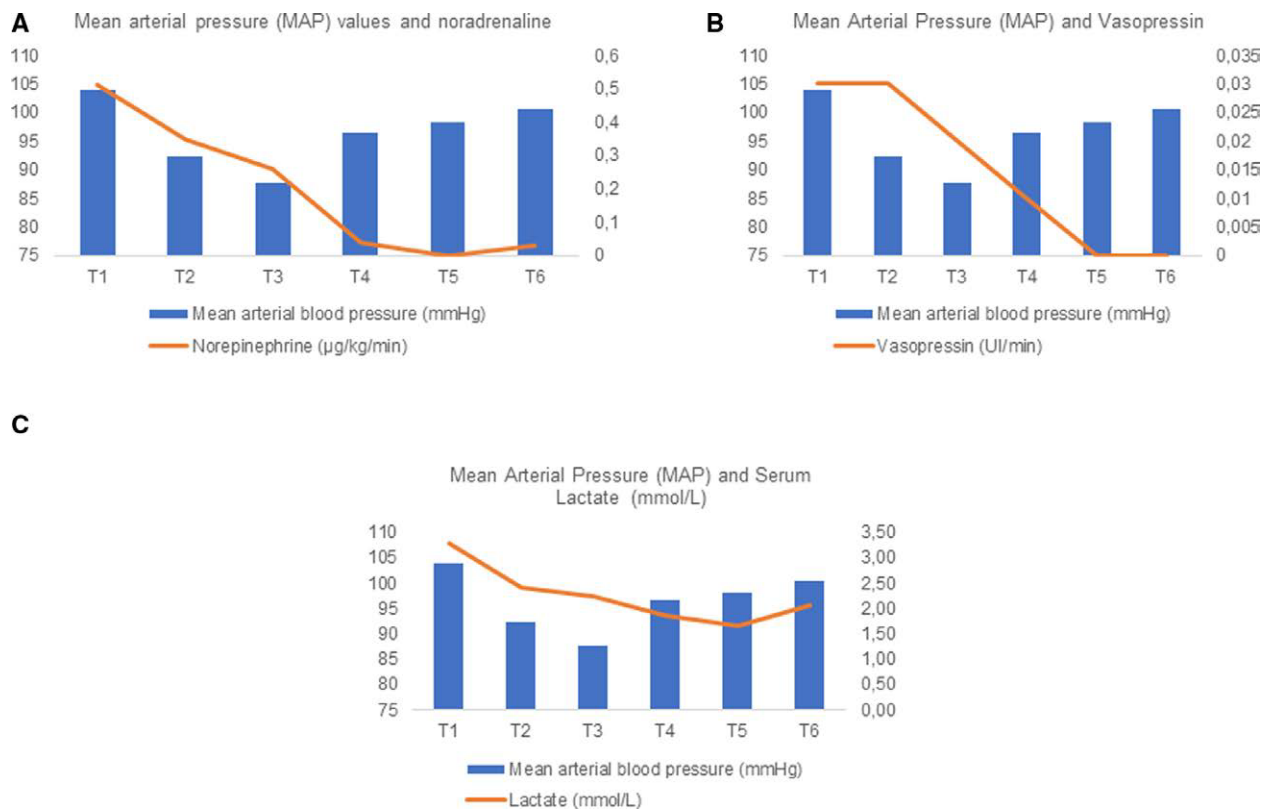 A
Mean arterial pressure (MAP) values and noradrenaline
110
105
100
95
90
85
80
75
0,6
0,5
0,4
0,3
0,2
0,1
0
T1 T2 T3 T4 T5 T6
Mean arterial blood pressure (mmHg)
Norepinephrine (µg/kg/min)
B
Mean Arterial Pressure (MAP) and Vasopressin
110
105
100
95
90
85
80
75
0,035
0,03
0,025
0,02
0,015
0,01
0,005
0
T1 T2 T3 T4 T5 T6
Mean arterial blood pressure (mmHg)
Vasopressin (UI/min)
C
Mean Arterial Pressure (MAP) and Serum
Lactate (mmol/L)
110
105
100
95
90
85
80
75
3,50
3,00
2,50
2,00
1,50
1,00
0,50
0,00
T1 T2 T3 T4 T5 T6
Mean arterial blood pressure (mmHg)
Lactate (mmol/L)